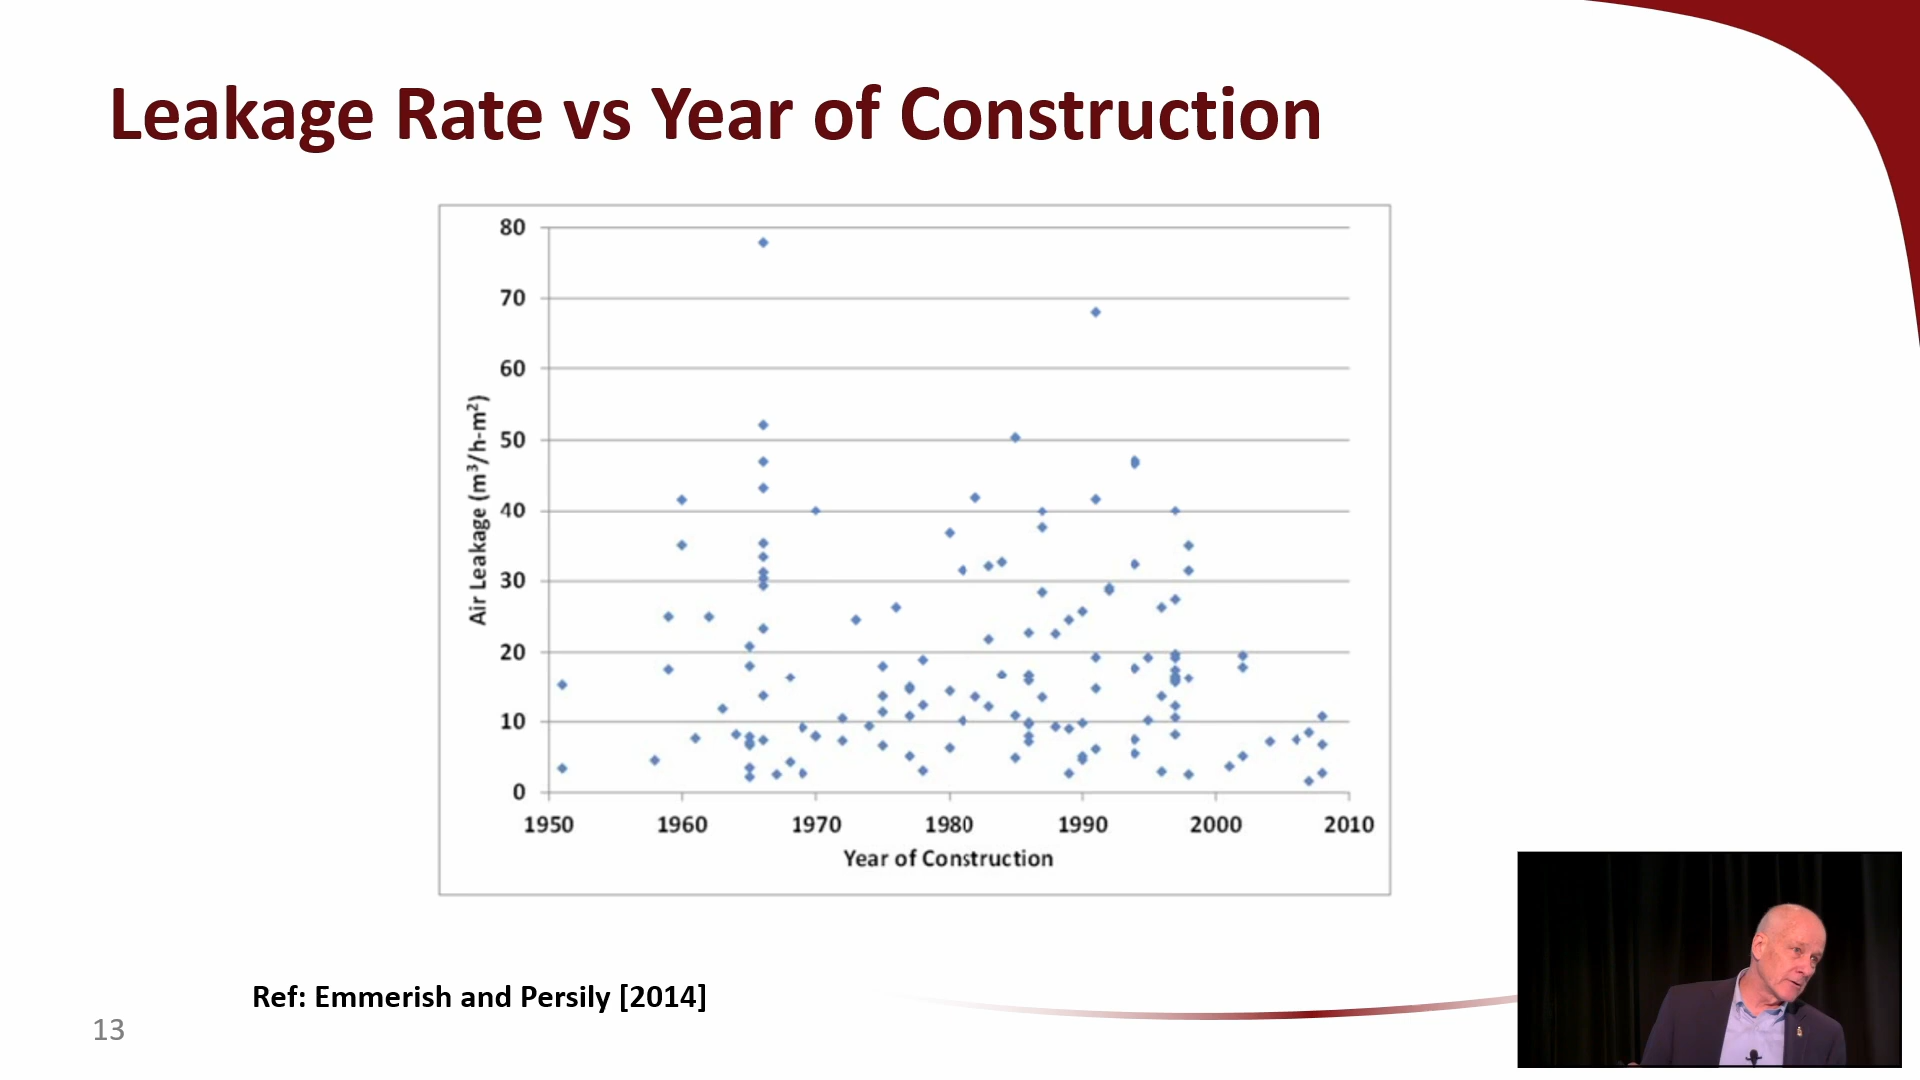 Leakage Rate vs Year of Construction
80
70
60
50
40
30
20
10
0
Air Leakage (m³/h-m²)
1950 1960 1970 1980 1990 2000 2010
Year of Construction
Ref: Emmerish and Persily [2014]
13